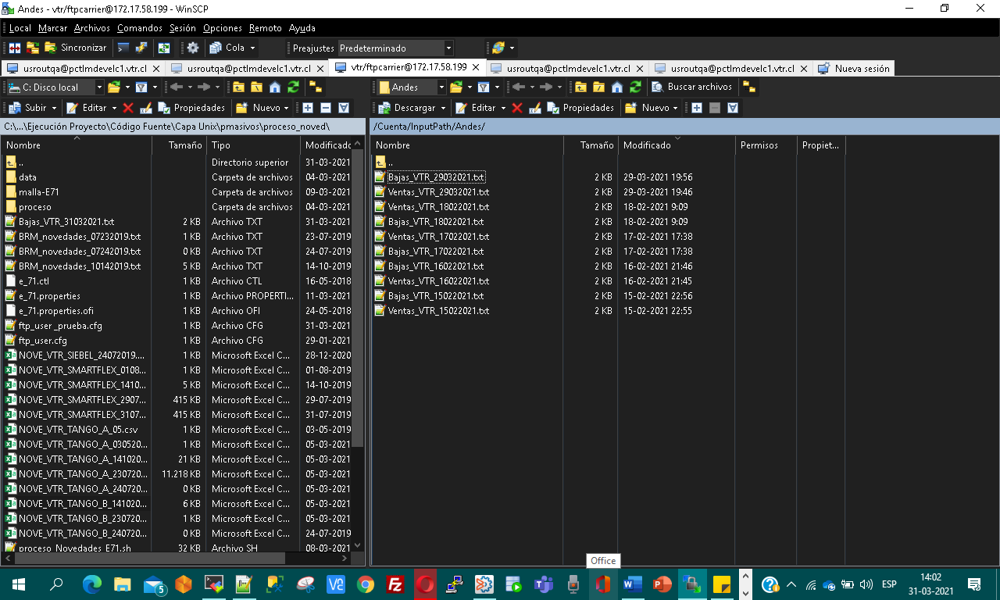 Andes - vtr/ftpcarrier@172.17.58.199 - WinSCP
Local Marcar Archivos Comandos Sesión Opciones Remoto Ayuda
Sincronizar Cola Preajustes Predeterminado
usroutqa@pctlmdevelc1.vtr.cl usroutqa@pctlmdevelc1.vtr.cl vtr/ftpcarrier@172.17.58.199 usroutqa@pctlmdevelc1.vtr.cl usroutqa@pctlmdevelc1.vtr.cl Nueva sesión
C: Disco local Andes Buscar archivos
Subir Editar Propiedades Nuevo Descargar Editar Propiedades Nuevo
C:\...\Ejecución Proyecto\Código Fuente\Capa Unix\pmasivos\proceso_noved\
Nombre Tamaño Tipo Modificado
.. Directorio superior 31-03-2021
data Carpeta de archivos 04-03-2021
malla-E71 Carpeta de archivos 09-03-2021
proceso Carpeta de archivos 04-03-2021
Bajas_VTR_31032021.txt 2 KB Archivo TXT 31-03-2021
BRM_novedades_07232019.txt 1 KB Archivo TXT 23-07-2019
BRM_novedades_07242019.txt 0 KB Archivo TXT 24-07-2019
BRM_novedades_10142019.txt 5 KB Archivo TXT 14-10-2019
e_71.ctl 1 KB Archivo CTL 16-05-2018
e_71.properties 1 KB Archivo PROPERTI... 11-03-2021
e_71.properties.ofi 1 KB Archivo OFI 24-05-2018
ftp_user _prueba.cfg 1 KB Archivo CFG 31-03-2021
ftp_user.cfg 1 KB Archivo CFG 29-01-2021
NOVE_VTR_SIEBEL_24072019.... 1 KB Microsoft Excel C... 28-12-2020
NOVE_VTR_SMARTFLEX_0108... 1 KB Microsoft Excel C... 01-08-2019
NOVE_VTR_SMARTFLEX_1410... 5 KB Microsoft Excel C... 14-10-2019
NOVE_VTR_SMARTFLEX_2907... 415 KB Microsoft Excel C... 29-07-2019
NOVE_VTR_SMARTFLEX_3107... 415 KB Microsoft Excel C... 31-07-2019
NOVE_VTR_TANGO_A_05.csv 1 KB Microsoft Excel C... 03-05-2019
NOVE_VTR_TANGO_A_030520... 1 KB Microsoft Excel C... 05-03-2021
NOVE_VTR_TANGO_A_141020... 21 KB Microsoft Excel C... 05-03-2021
NOVE_VTR_TANGO_A_230720... 11.218 KB Microsoft Excel C... 05-03-2021
NOVE_VTR_TANGO_A_240720... 0 KB Microsoft Excel C... 05-03-2021
NOVE_VTR_TANGO_B_141020... 6 KB Microsoft Excel C... 05-03-2021
NOVE_VTR_TANGO_B_230720... 1 KB Microsoft Excel C... 05-03-2021
NOVE_VTR_TANGO_B_240720... 0 KB Microsoft Excel C... 24-07-2019
proceso_Novedades_E71.sh 32 KB Archivo SH 08-03-2021
/Cuenta/InputPath/Andes/
Nombre Tamaño Modificado Permisos Propiet...
..
Bajas_VTR_29032021.txt 2 KB 29-03-2021 19:56
Ventas_VTR_29032021.txt 2 KB 29-03-2021 19:46
Ventas_VTR_18022021.txt 2 KB 18-02-2021 9:09
Bajas_VTR_18022021.txt 2 KB 18-02-2021 9:09
Ventas_VTR_17022021.txt 2 KB 17-02-2021 17:38
Bajas_VTR_17022021.txt 2 KB 17-02-2021 17:38
Bajas_VTR_16022021.txt 2 KB 16-02-2021 21:46
Ventas_VTR_16022021.txt 2 KB 16-02-2021 21:45
Bajas_VTR_15022021.txt 2 KB 15-02-2021 22:56
Ventas_VTR_15022021.txt 2 KB 15-02-2021 22:55
Office
ESP 14:02
31-03-2021